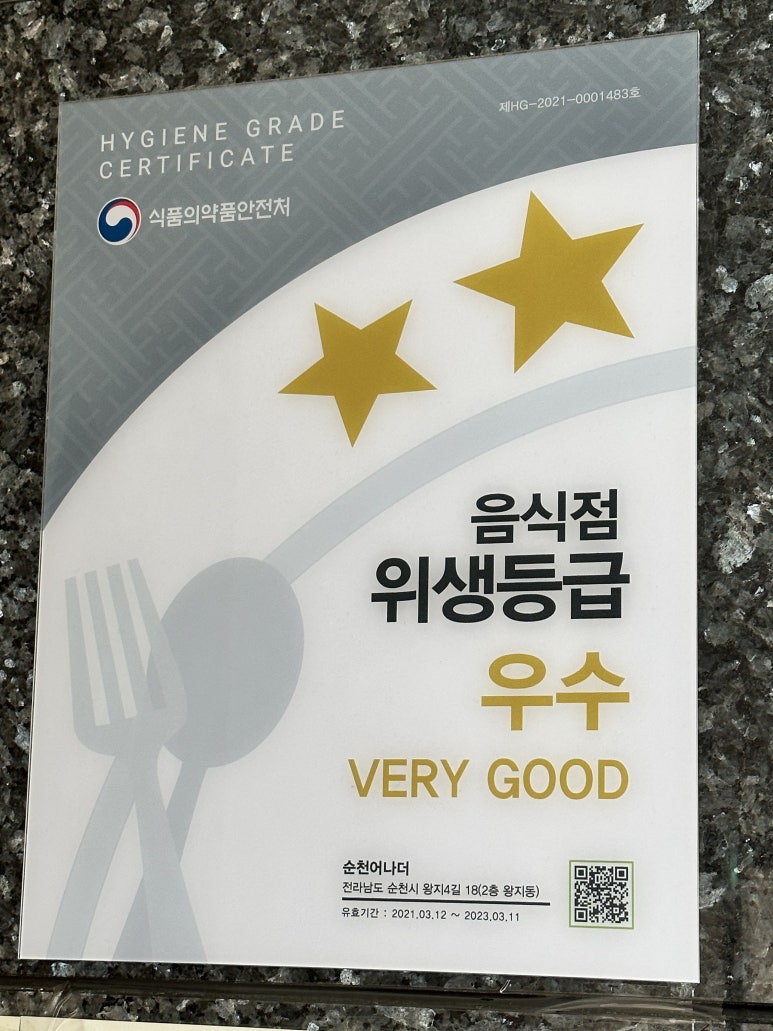 제HG-2021-0001483호
HYGIENE GRADE
CERTIFICATE
식품의약품안전처
음식점
위생등급
우수
VERY GOOD
순천어나더
전라남도 순천시 왕지4길 18(2층 왕지동)
유효기간 : 2021.03.12 ~ 2023.03.11